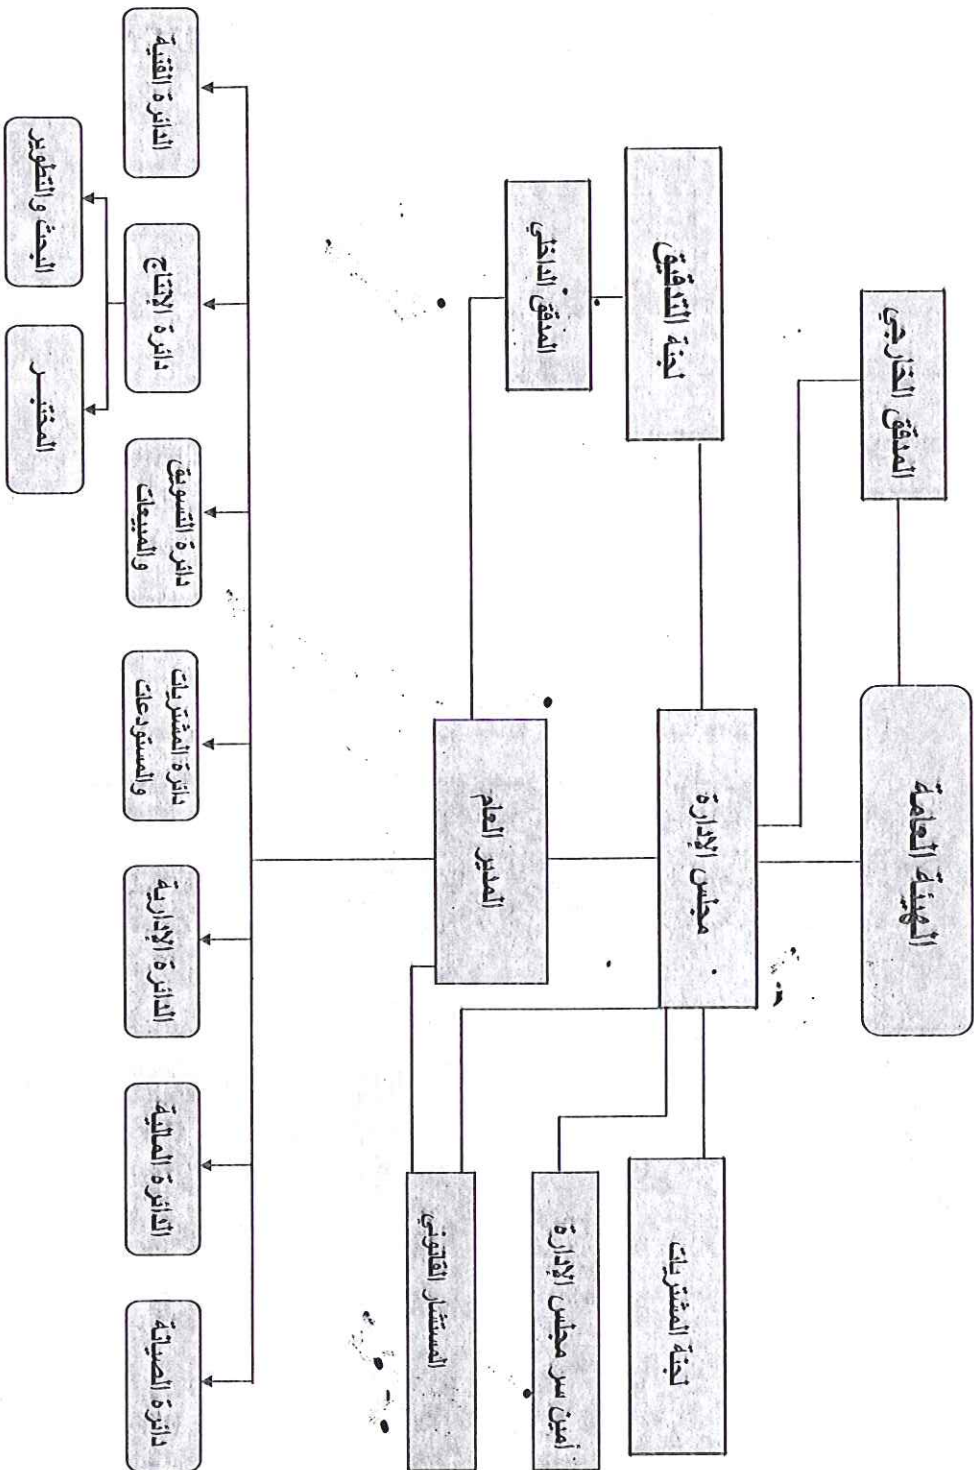 الهيئة العامة
المدقق الخارجي
مجلس الإدارة
لجنة المشتريات
لجنة التدقيق
أمين سر مجلس الإدارة
المدقق الداخلي
المدير العام
المستشار القانوني
دائرة الصيانة
الدائرة المالية
الدائرة الإدارية
دائرة المشتريات
والمستودعات
دائرة التسويق
والمبيعات
دائرة الإنتاج
الدائرة الفنية
المختبـر
البحث والتطوير